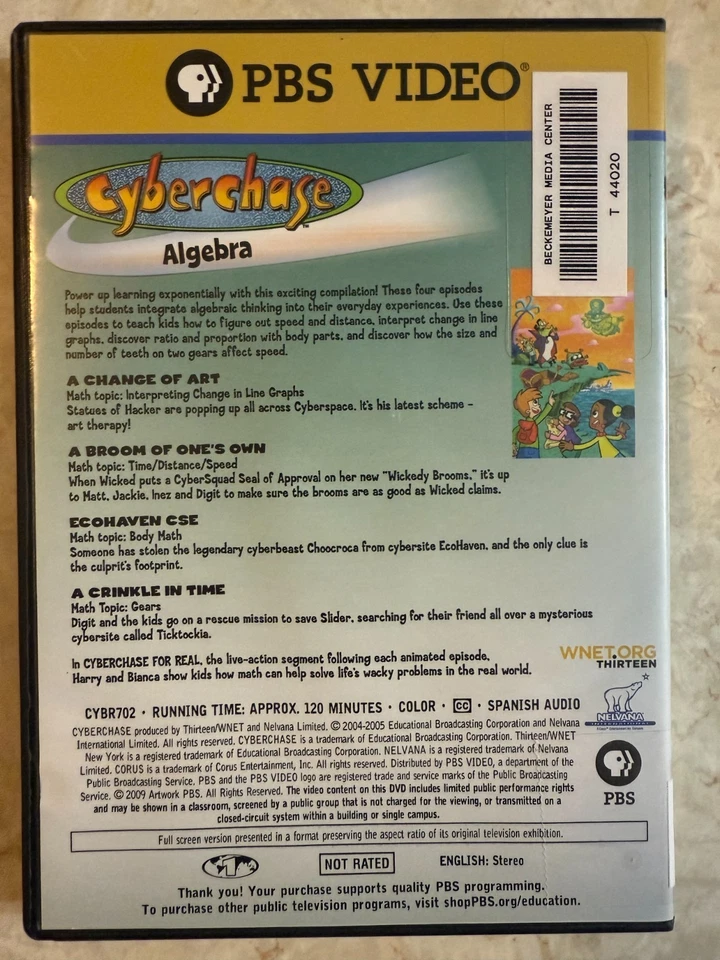 PBS VIDEO®
BECKEMEYER MEDIA CENTER
T 44020
Cyberchase™
Algebra
Power up learning exponentially with this exciting compilation! These four episodes
help students integrate algebraic thinking into their everyday experiences. Use these
episodes to teach kids how to figure out speed and distance, interpret change in line
graphs, discover ratio and proportion with body parts, and discover how the size and
number of teeth on two gears affect speed.
A CHANGE OF ART
Math topic: Interpreting Change in Line Graphs
Statues of Hacker are popping up all across Cyberspace. It's his latest scheme –
art therapy!
A BROOM OF ONE'S OWN
Math topic: Time/Distance/Speed
When Wicked puts a CyberSquad Seal of Approval on her new "Wickedy Brooms," it's up
to Matt, Jackie, Inez and Digit to make sure the brooms are as good as Wicked claims.
ECOHAVEN CSE
Math topic: Body Math
Someone has stolen the legendary cyberbeast Choocroca from cybersite EcoHaven, and the only clue is
the culprit's footprint.
A CRINKLE IN TIME
Math Topic: Gears
Digit and the kids go on a rescue mission to save Slider, searching for their friend all over a mysterious
cybersite called Ticktockia.
In CYBERCHASE FOR REAL, the live-action segment following each animated episode,
Harry and Bianca show kids how math can help solve life's wacky problems in the real world.
WNET.ORG
THIRTEEN
CYBR702 • RUNNING TIME: APPROX. 120 MINUTES • COLOR • CC • SPANISH AUDIO
NELVANA
CYBERCHASE produced by Thirteen/WNET and Nelvana Limited. © 2004-2005 Educational Broadcasting Corporation and Nelvana
International Limited. All rights reserved. CYBERCHASE is a trademark of Educational Broadcasting Corporation. Thirteen/WNET
New York is a registered trademark of Educational Broadcasting Corporation. NELVANA is a registered trademark of Nelvana
Limited. CORUS is a trademark of Corus Entertainment, Inc. All rights reserved. Distributed by PBS VIDEO, a department of the
Public Broadcasting Service. PBS and the PBS VIDEO logo are registered trade and service marks of the Public Broadcasting
Service. © 2009 Artwork PBS. All Rights Reserved. The video content on this DVD includes limited public performance rights
and may be shown in a classroom, screened by a public group that is not charged for the viewing, or transmitted on a
closed-circuit system within a building or single campus.
PBS
Full screen version presented in a format preserving the aspect ratio of its original television exhibition.
1
NOT RATED
ENGLISH: Stereo
Thank you! Your purchase supports quality PBS programming.
To purchase other public television programs, visit shopPBS.org/education.